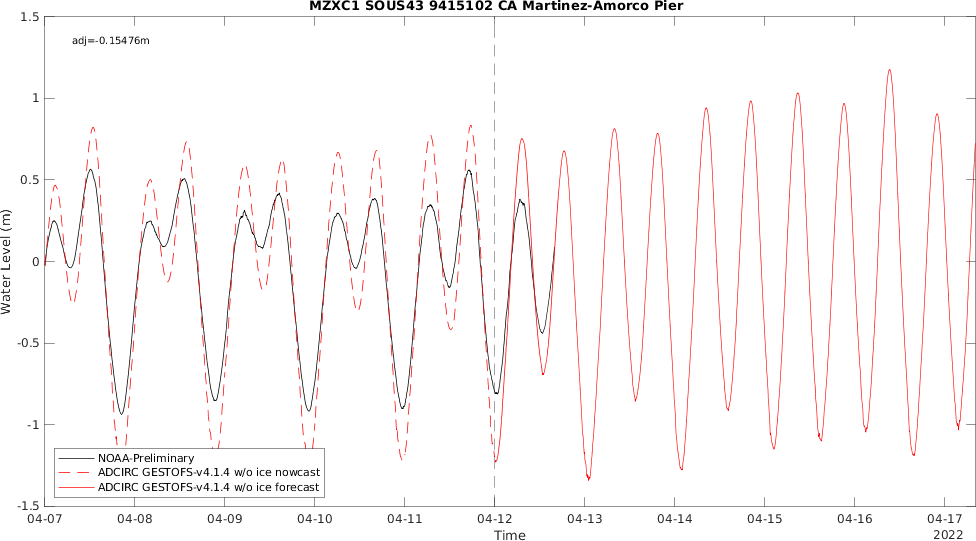 MZXC1 SOUS43 9415102 CA Martinez-Amorco Pier
adj=-0.15476m
1.5
1
0.5
0
-0.5
-1
-1.5
Water Level (m)
NOAA-Preliminary
ADCIRC GESTOFS-v4.1.4 w/o ice nowcast
ADCIRC GESTOFS-v4.1.4 w/o ice forecast
04-07 04-08 04-09 04-10 04-11 04-12 04-13 04-14 04-15 04-16 04-17
Time
2022